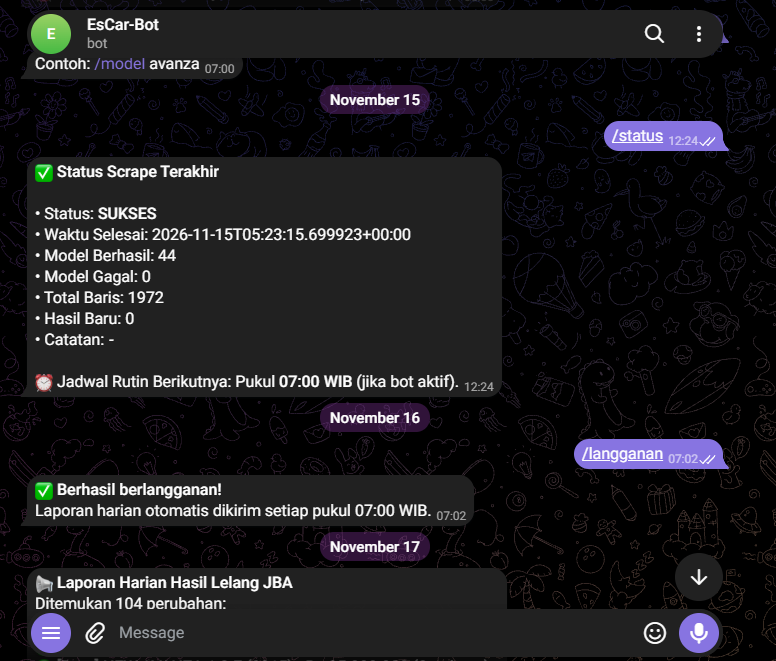 E
EsCar-Bot
bot
Contoh: /model avanza 07:00
November 15
/status 12:24
✅ Status Scrape Terakhir
• Status: SUKSES
• Waktu Selesai: 2026-11-15T05:23:15.699923+00:00
• Model Berhasil: 44
• Model Gagal: 0
• Total Baris: 1972
• Hasil Baru: 0
• Catatan: -
⏰ Jadwal Rutin Berikutnya: Pukul 07:00 WIB (jika bot aktif). 12:24
November 16
/langganan 07:02
✅ Berhasil berlangganan!
Laporan harian otomatis dikirim setiap pukul 07:00 WIB. 07:02
November 17
📢 Laporan Harian Hasil Lelang JBA
Ditemukan 104 perubahan:
Message